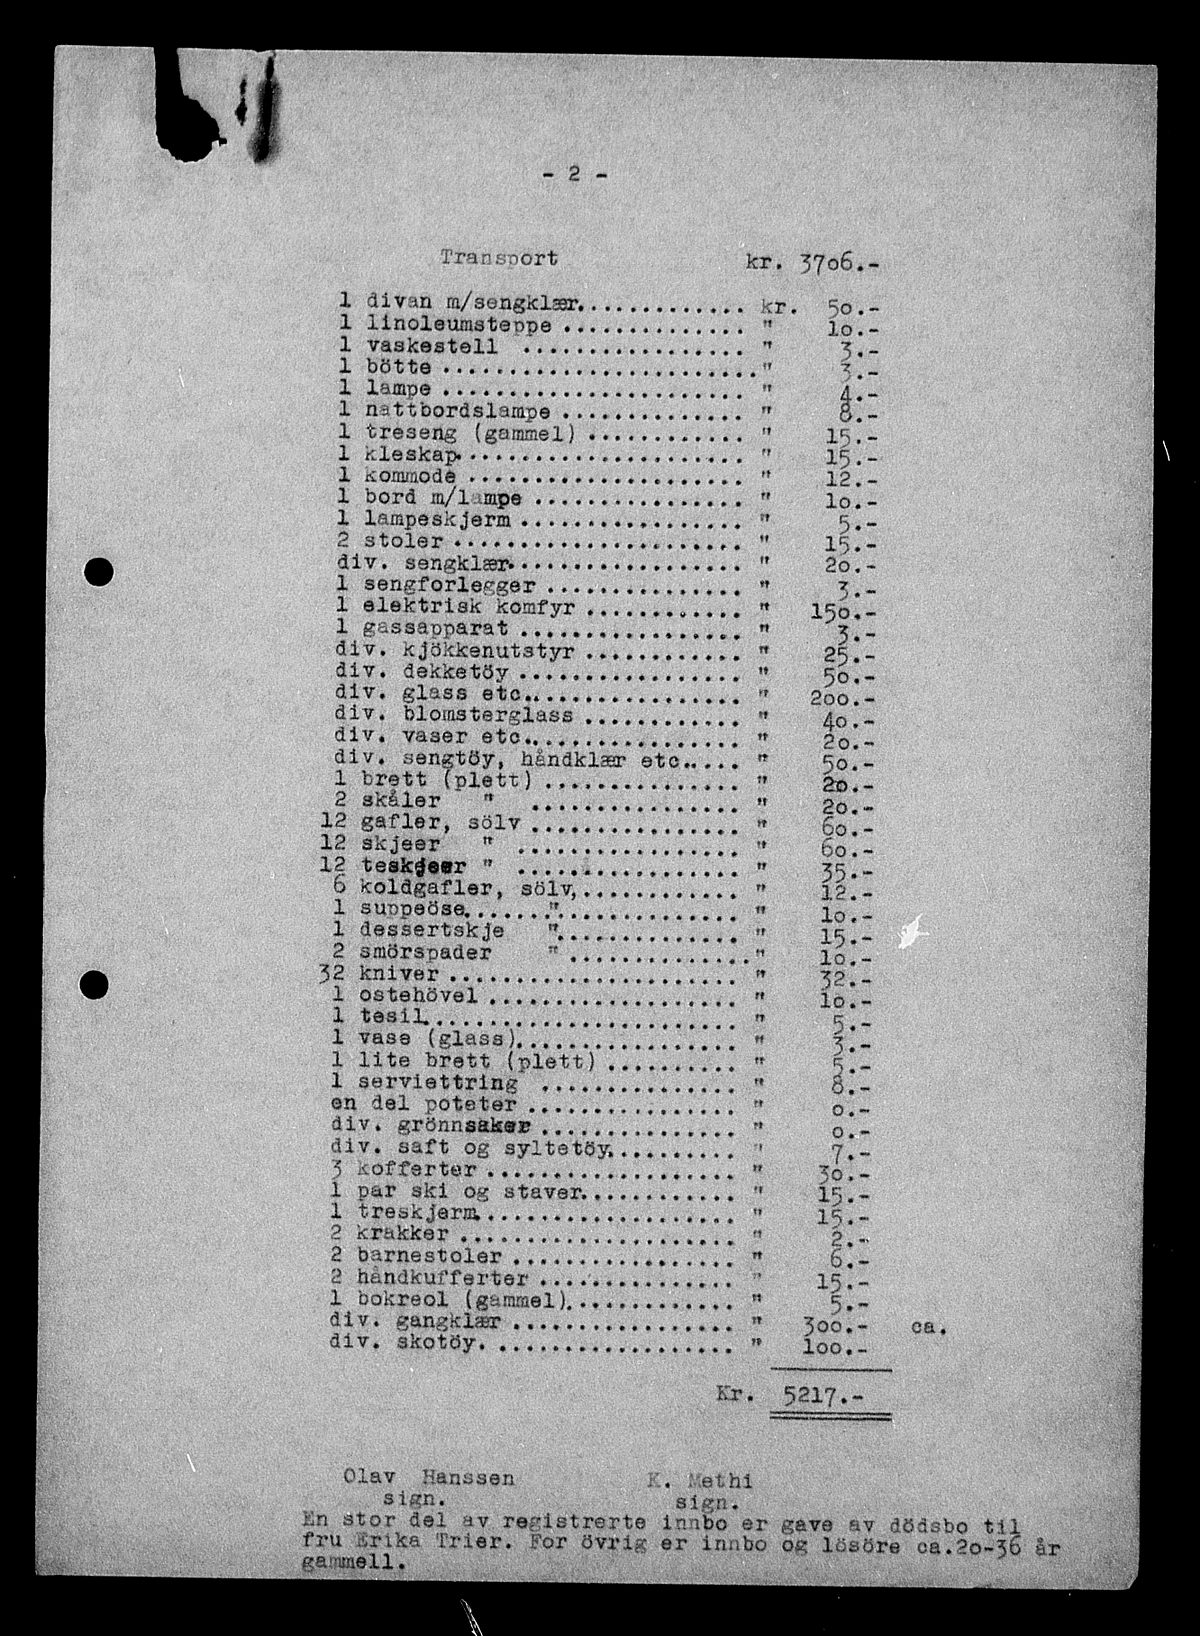 - 2 -
Transport kr. 3706.-
1 divan m/sengklær............. kr. 50.-
1 linoleumsteppe .............. " 10.-
1 vaskestell ................. " 3.-
1 bötte ........................" 3.-
1 lampe ....................... " 4.-
1 nattbordslampe .............. " 8.-
1 treseng (gammel) ............ " 15.-
1 kleskap...................... " 15.-
1 kommode ..................... " 12.-
1 bord m/lampe ................ " 10.-
1 lampeskjerm ................. " 5.-
2 stoler ...................... " 15.-
div. sengklær.................. " 20.-
1 sengforlegger ............... " 3.-
1 elektrisk komfyr ............ " 150.-
1 gassapparat ................. " 3.-
div. kjökkenutstyr ............ " 25.-
div. dekketöy ................. " 50.-
div. glass etc................. " 200.-
div. blomsterglass ............ " 40.-
div. vaser etc................. " 20.-
div. sengtöy, håndklær etc..... " 50.-
1 brett (plett) ............... " 20.-
2 skåler " ................ " 20.-
12 gafler, sölv ................ " 60.-
12 skjeer " ................. " 60.-
12 teskjeer " ................. " 35.-
6 koldgafler, sölv,............ " 12.-
1 suppeöse......."............. " 10.-
1 dessertskje ".............. " 15.-
2 smörspader " .............." 10.-
32 kniver ...................... " 32.-
1 ostehövel ................... " 10.-
1 tesil........................ " 5.-
1 vase (glass)................. " 3.-
1 lite brett (plett) .......... " 5.-
1 serviettring ............... " 8.-
en del poteter ................ " 0.-
div. grönnsaker ............... " 0.-
div. saft og syltetöy.......... " 7.-
3 kofferter ................... " 30.-
1 par ski og staver............ " 15.-
1 treskjerm.................... " 15.-
2 krakker ..................... " 2.-
2 barnestoler ................. " 6.-
2 håndkufferter ............... " 15.-
1 bokreol (gammel)............. " 5.-
div. gangklær ................. " 300.- ca.
div. skotöy. .................. " 100.-
Kr. 5217.-
Olav Hanssen K. Methi
sign. sign.
En stor del av registrerte innbo er gave av dödsbo til
fru Erika Trier. For övrig er innbo og lösöre ca.20-36 år
gammell.